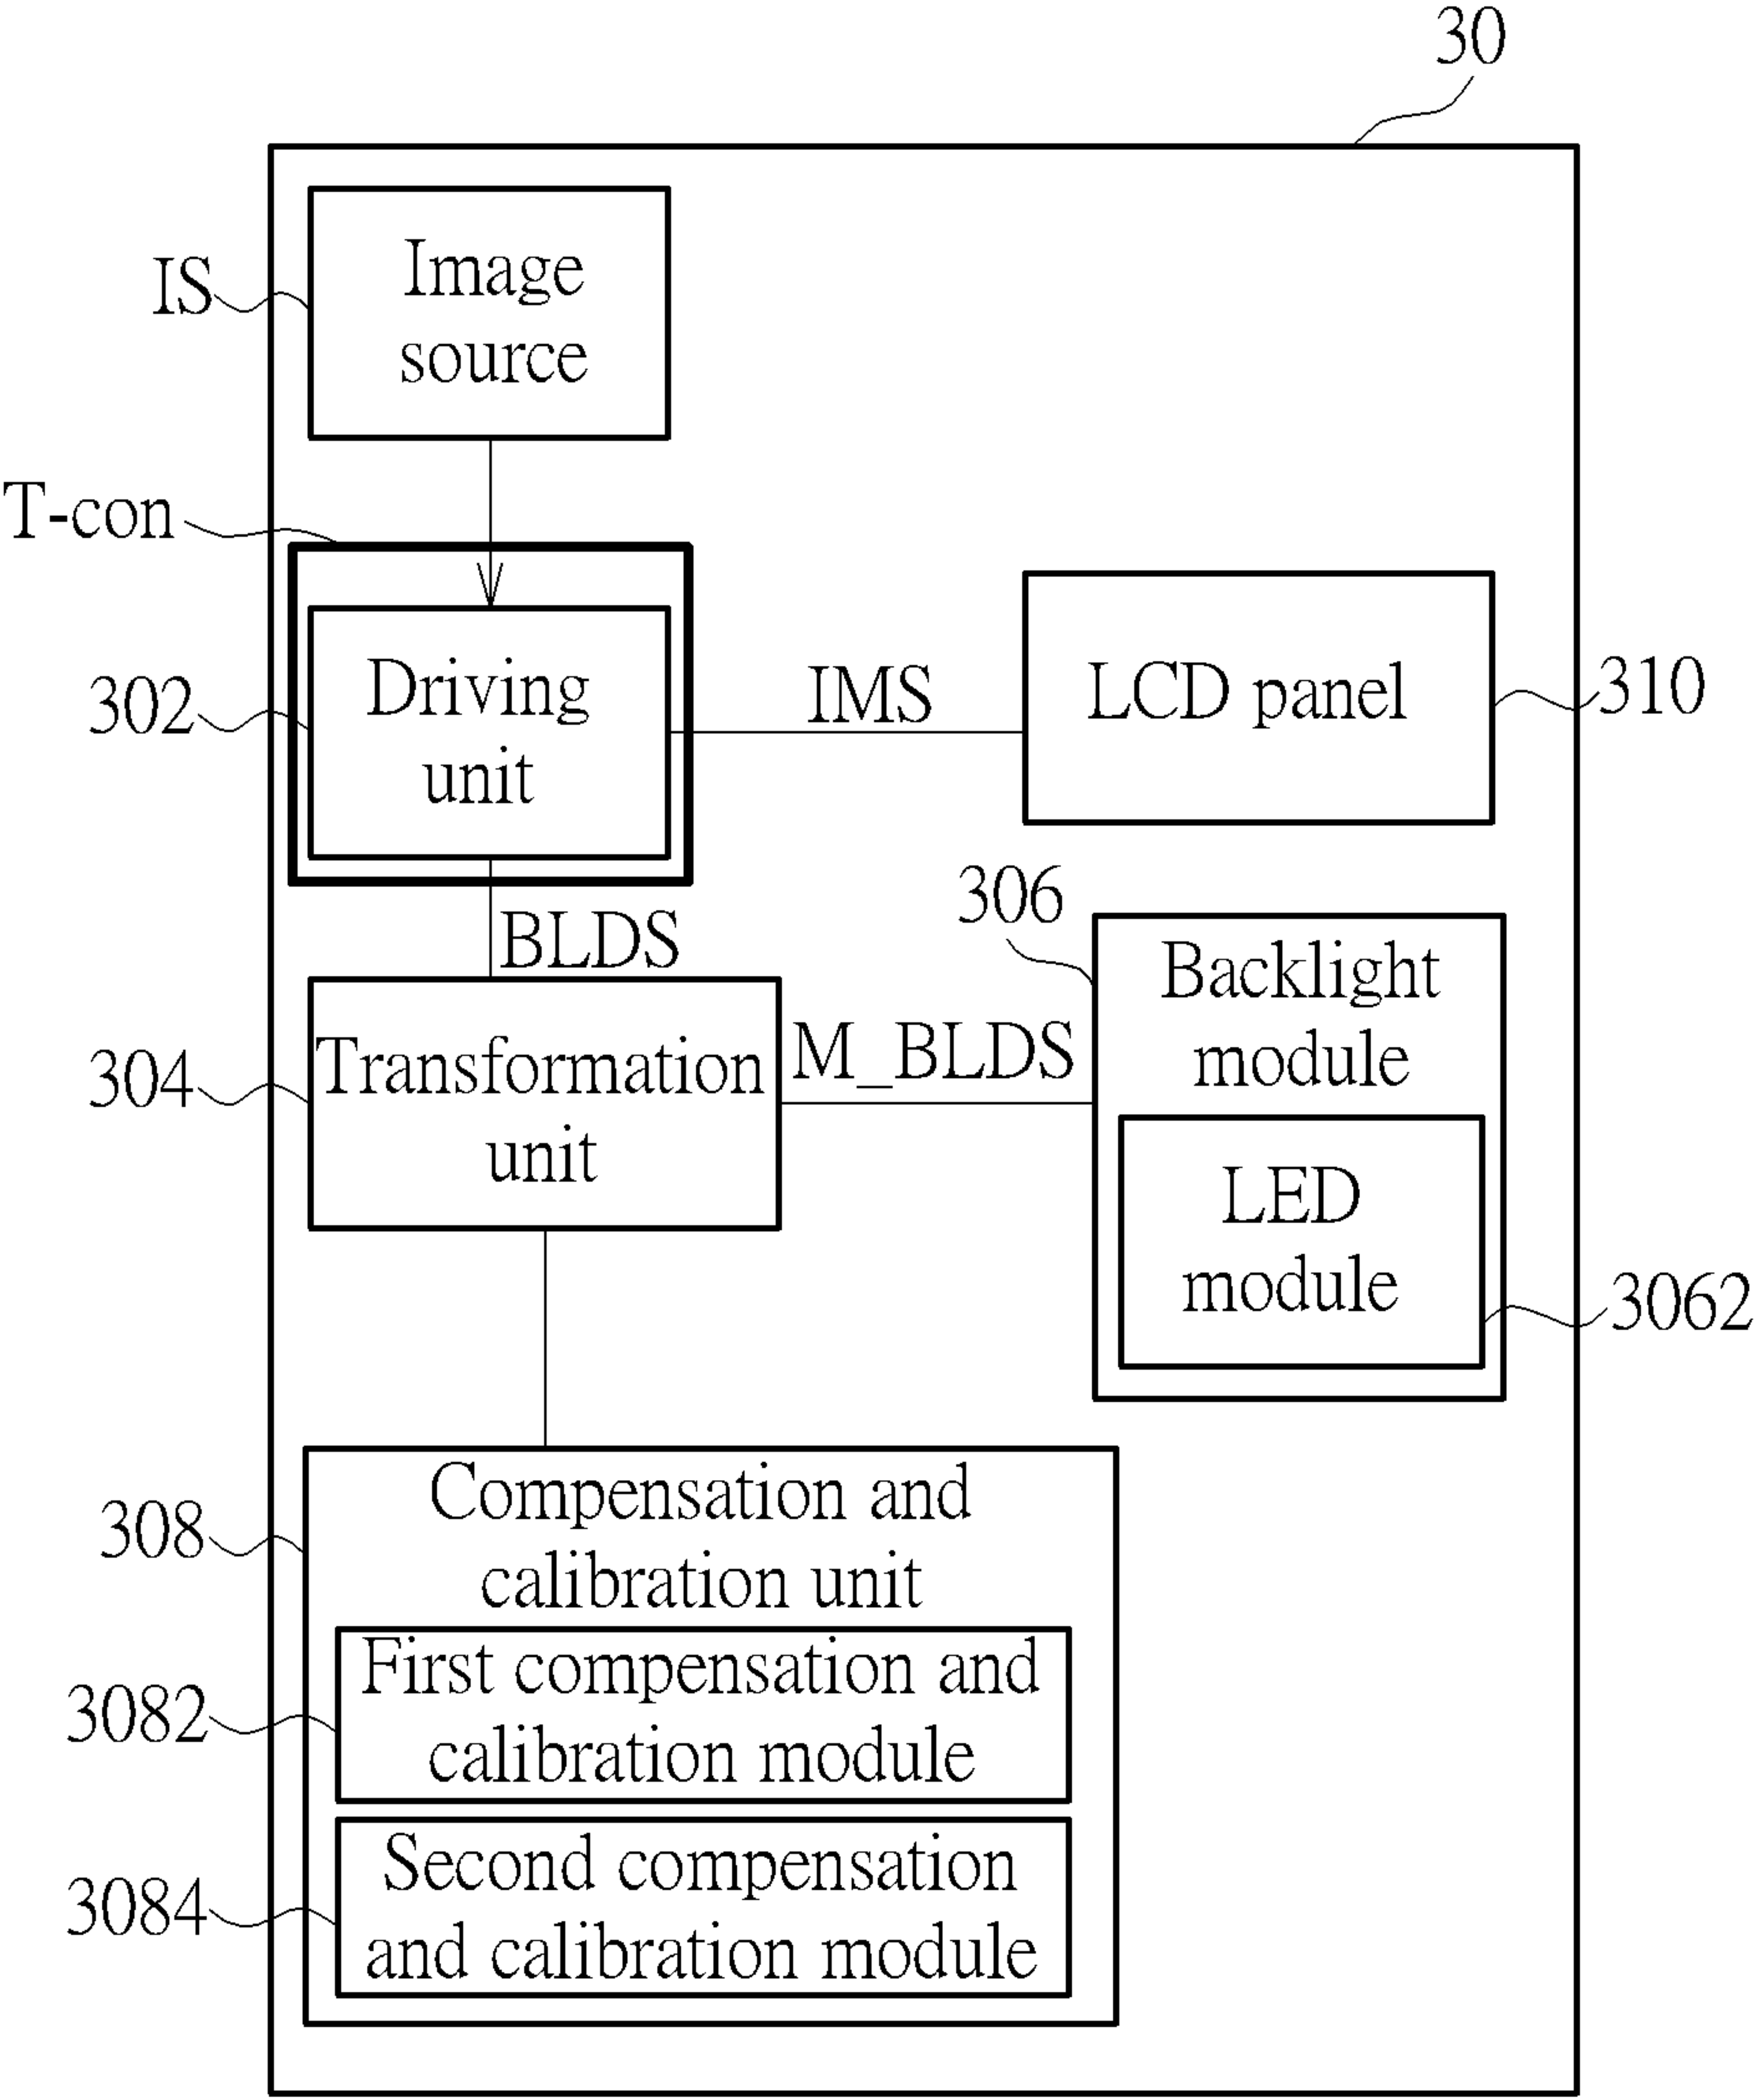 30
IS
Image
source
T-con
302
Driving
unit
IMS
LCD panel
310
BLDS
306
Backlight
module
304
Transformation
unit
M_BLDS
LED
module
3062
308
Compensation and
calibration unit
3082
First compensation and
calibration module
3084
Second compensation
and calibration module